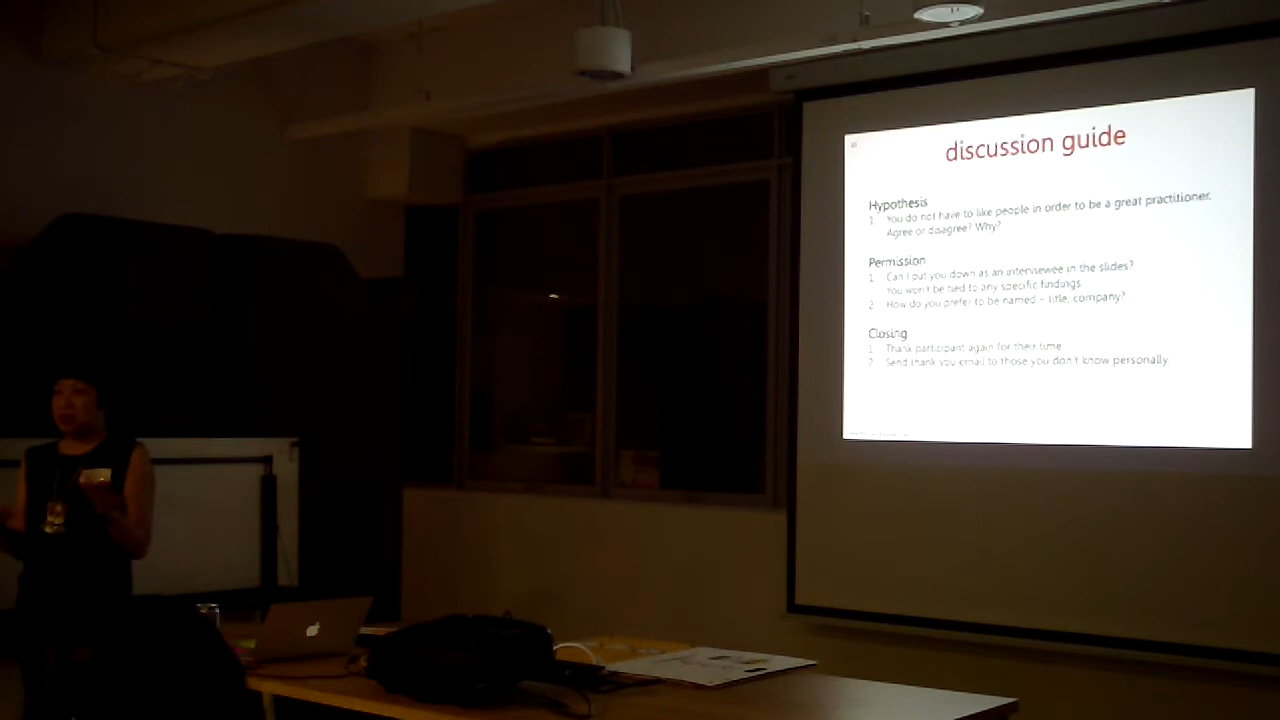 discussion guide
Hypothesis
1. You do not have to like people in order to be a great practitioner.
Agree or disagree? Why?
Permission
1. Can I put you down as an interviewee in the slides?
You won't be tied to any specific findings
2. How do you prefer to be named – title, company?
Closing
1. Thank participant again for their time
2. Send thank you email to those you don't know personally.